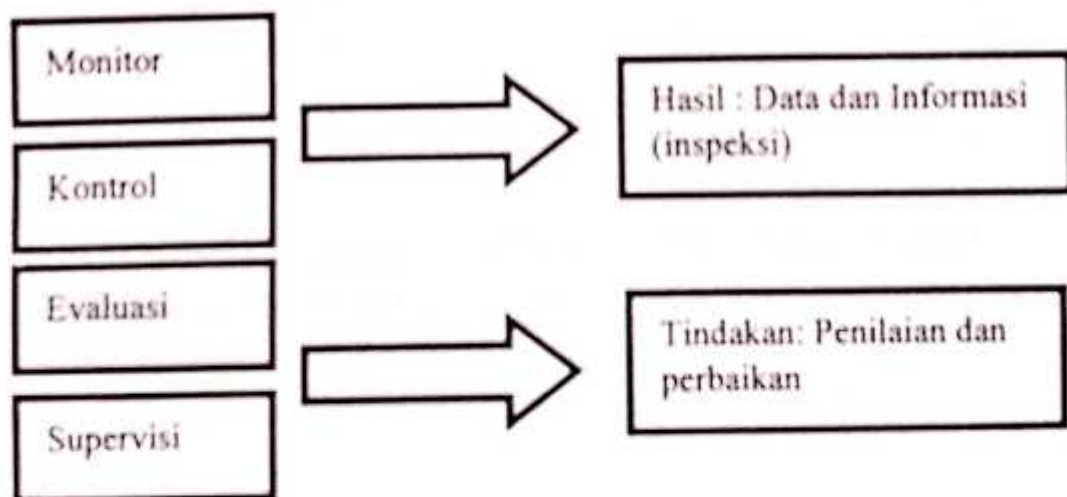 Monitor
Kontrol
Evaluasi
Supervisi
Hasil : Data dan Informasi
(inspeksi)
Tindakan: Penilaian dan
perbaikan